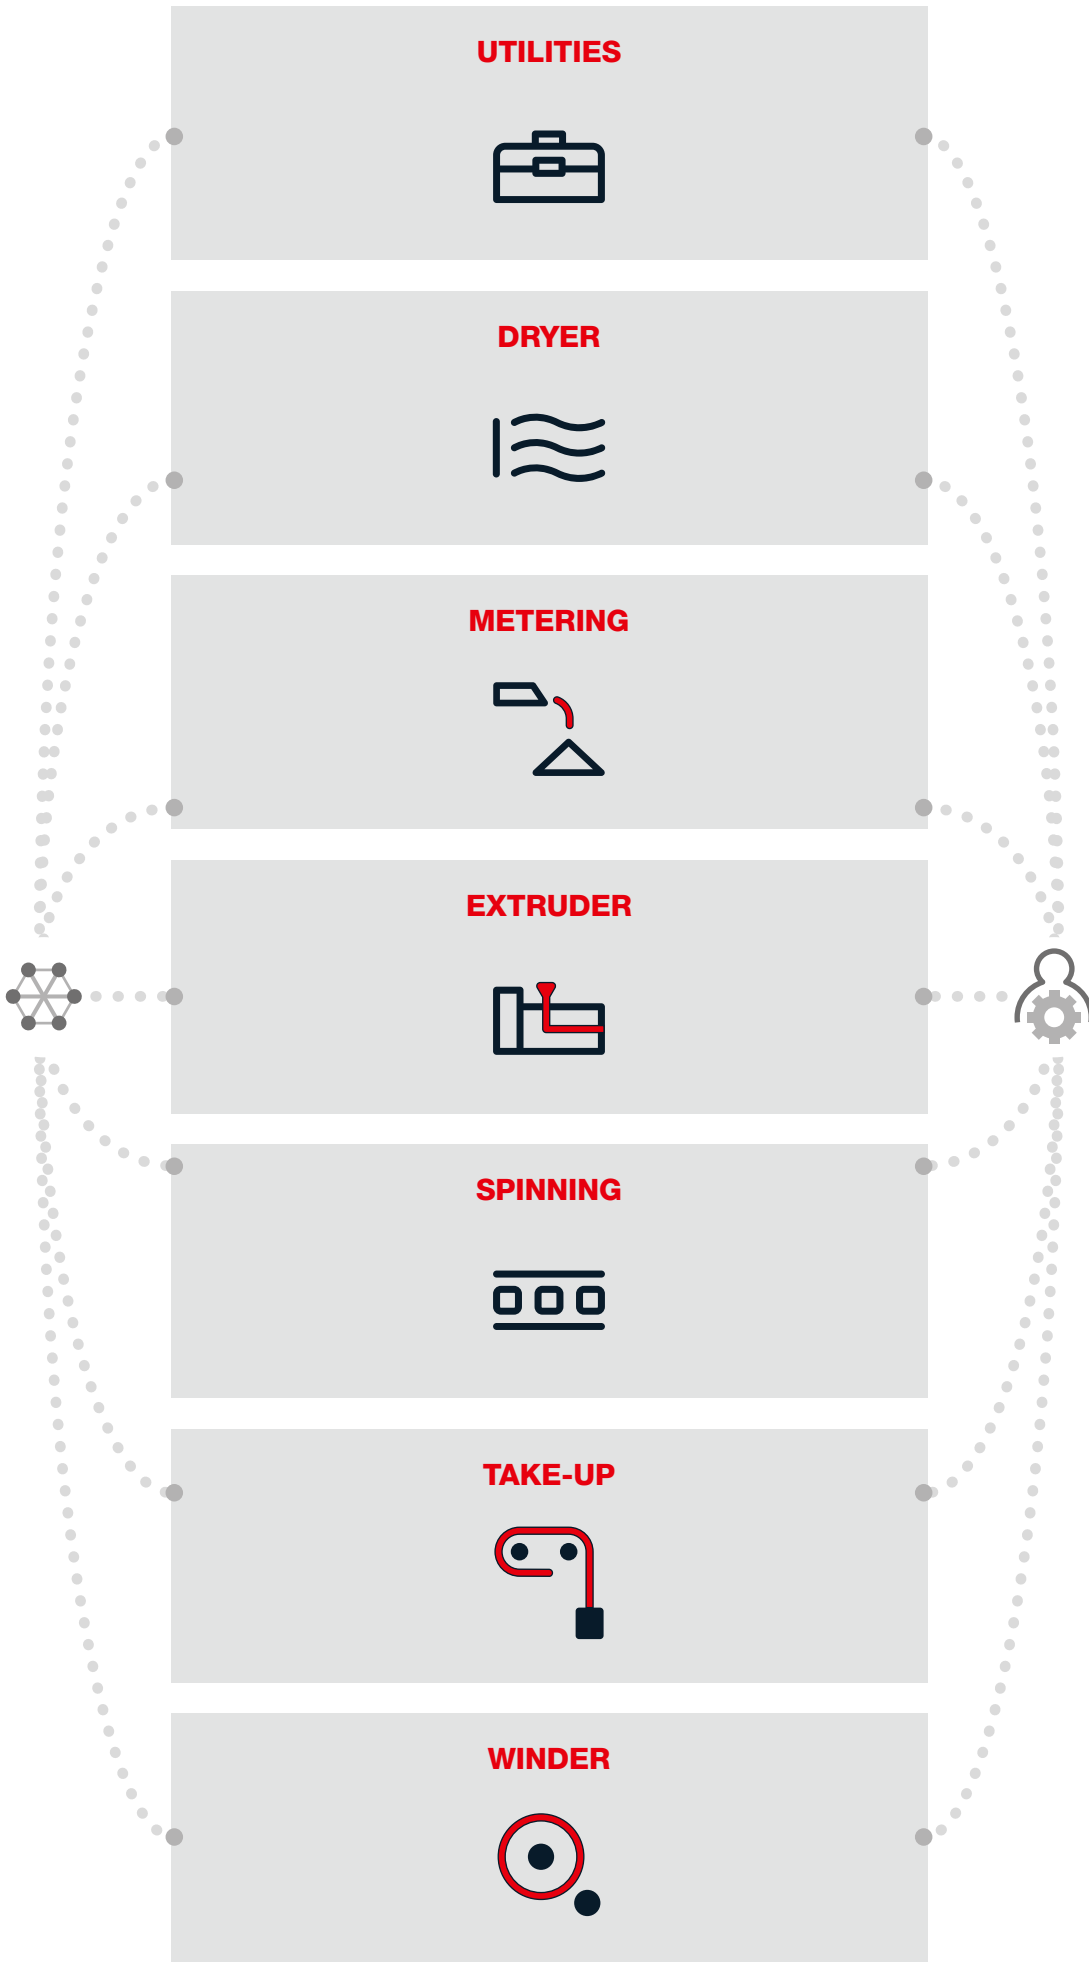 UTILITIES
DRYER
METERING
EXTRUDER
SPINNING
TAKE-UP
WINDER